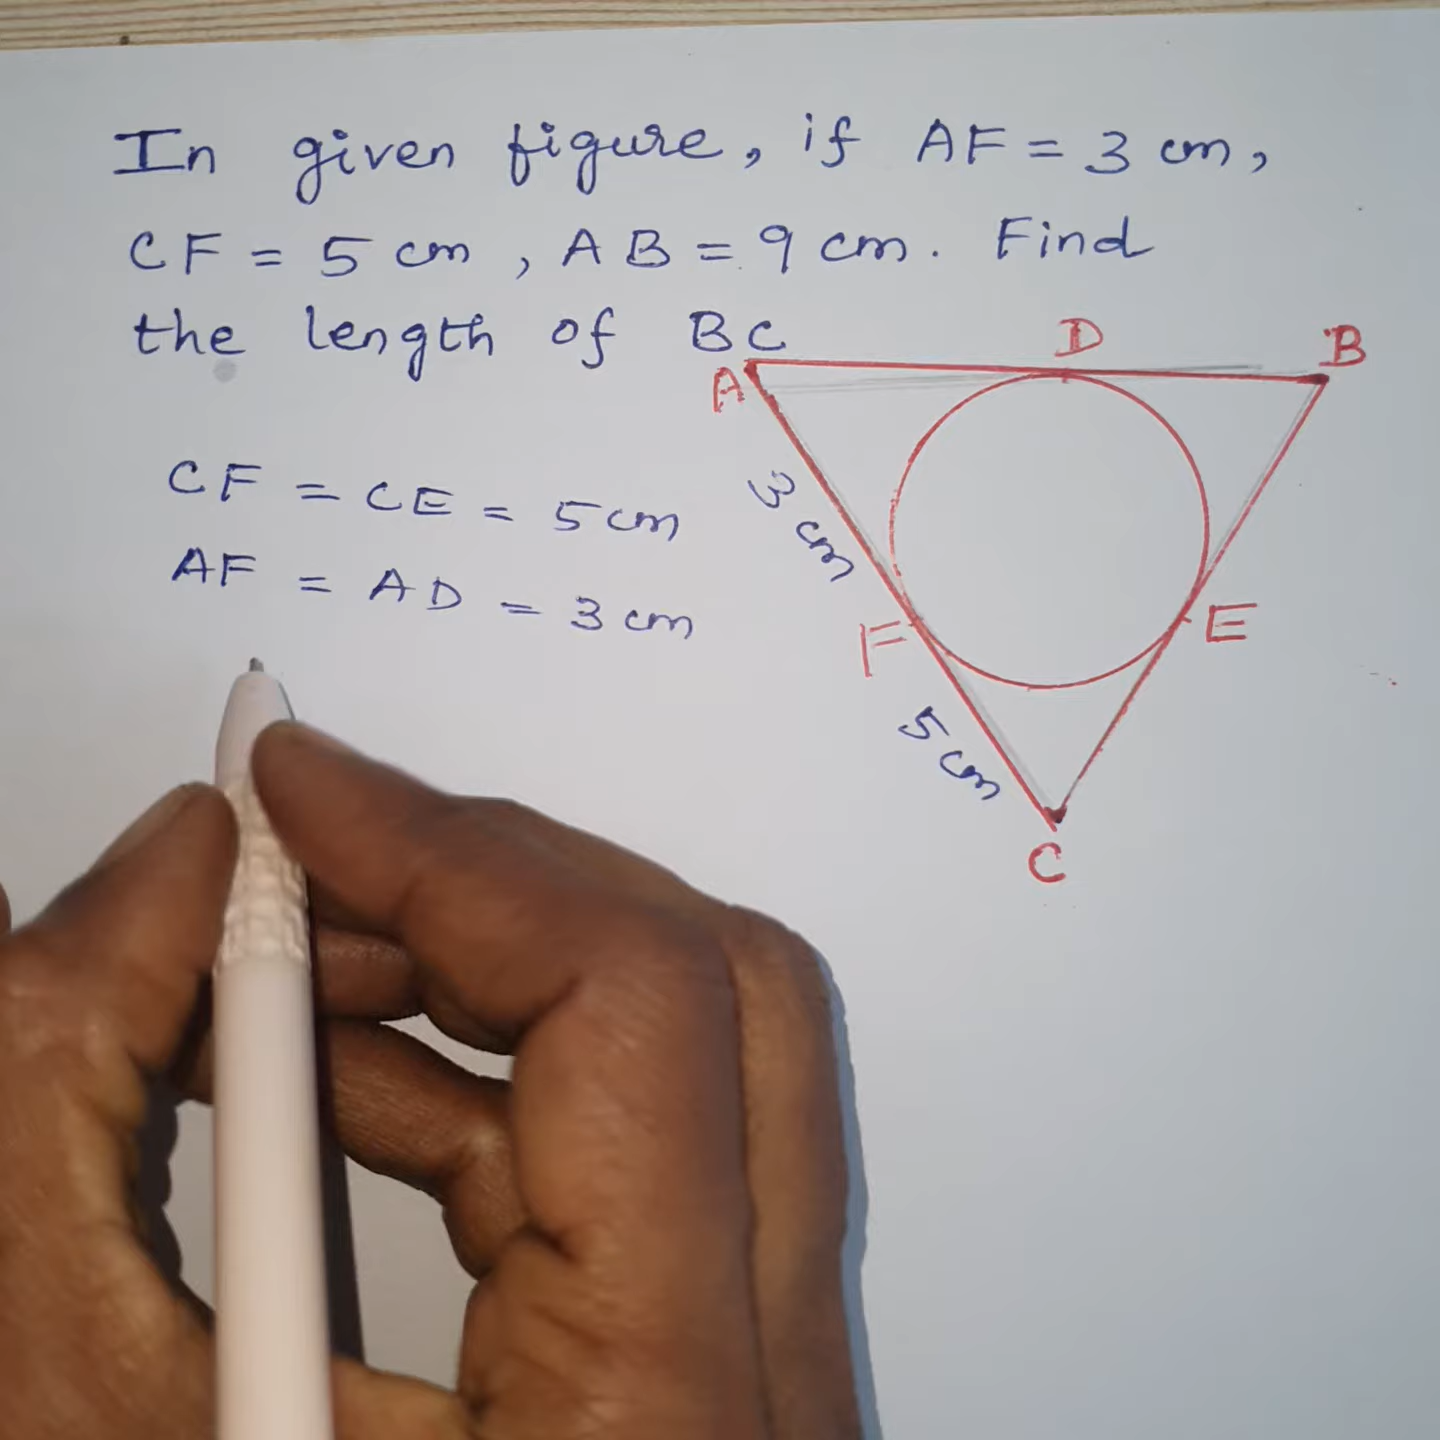 In given figure, if AF = 3 cm,
CF = 5 cm, AB = 9 cm. Find
the length of BC
D
B
A
CF = CE = 5 cm
3 cm
AF = AD = 3 cm
F
E
5 cm
C